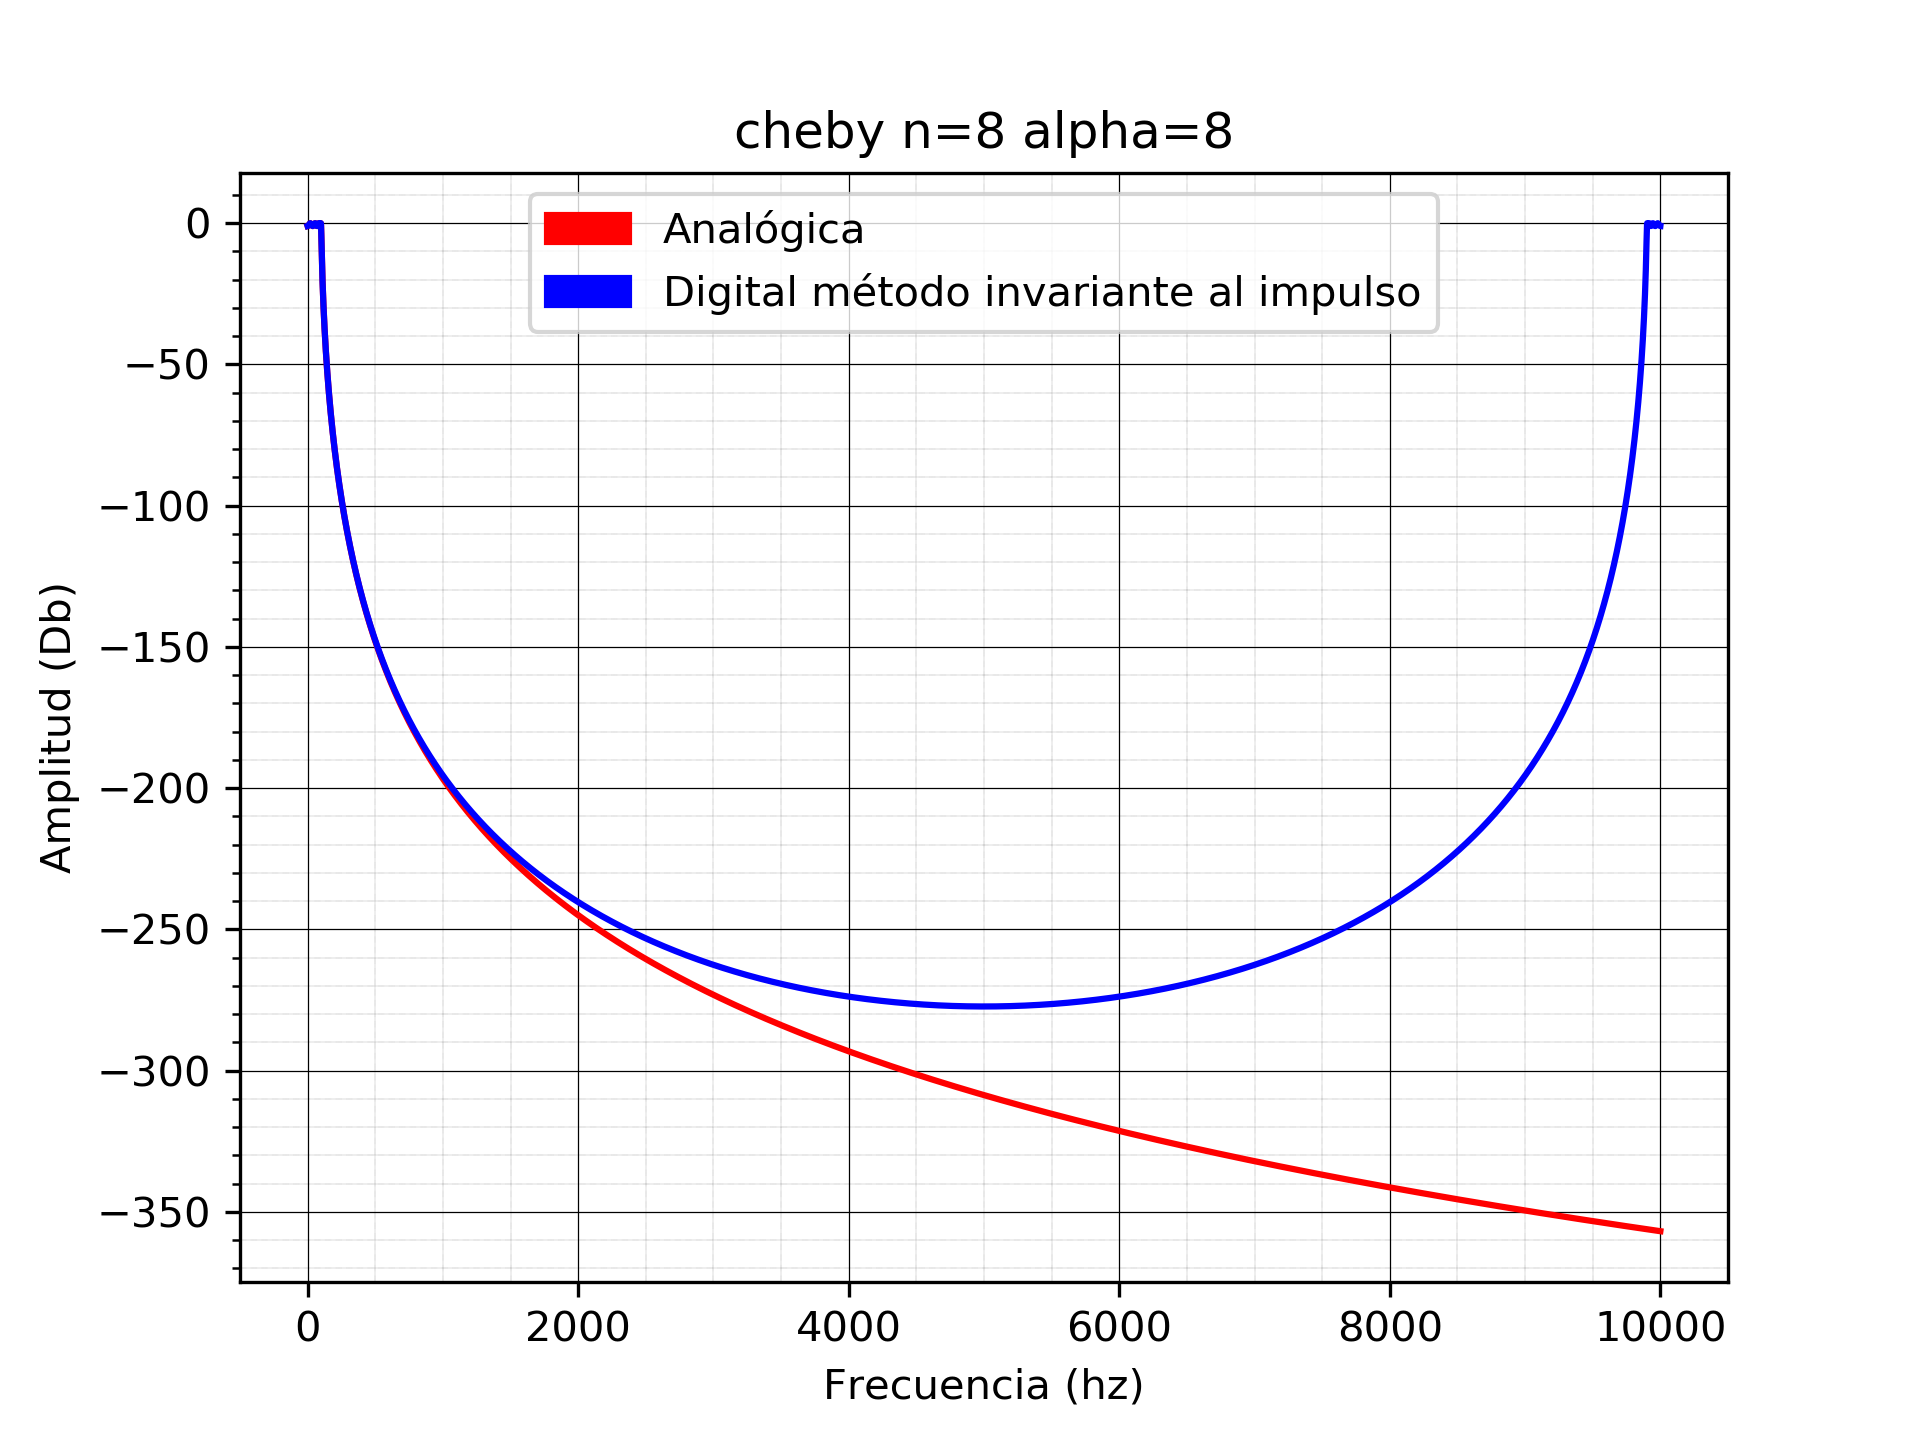 cheby n=8 alpha=8
Analógica
Digital método invariante al impulso
Amplitud (Db)
0
−50
−100
−150
−200
−250
−300
−350
0 2000 4000 6000 8000 10000
Frecuencia (hz)